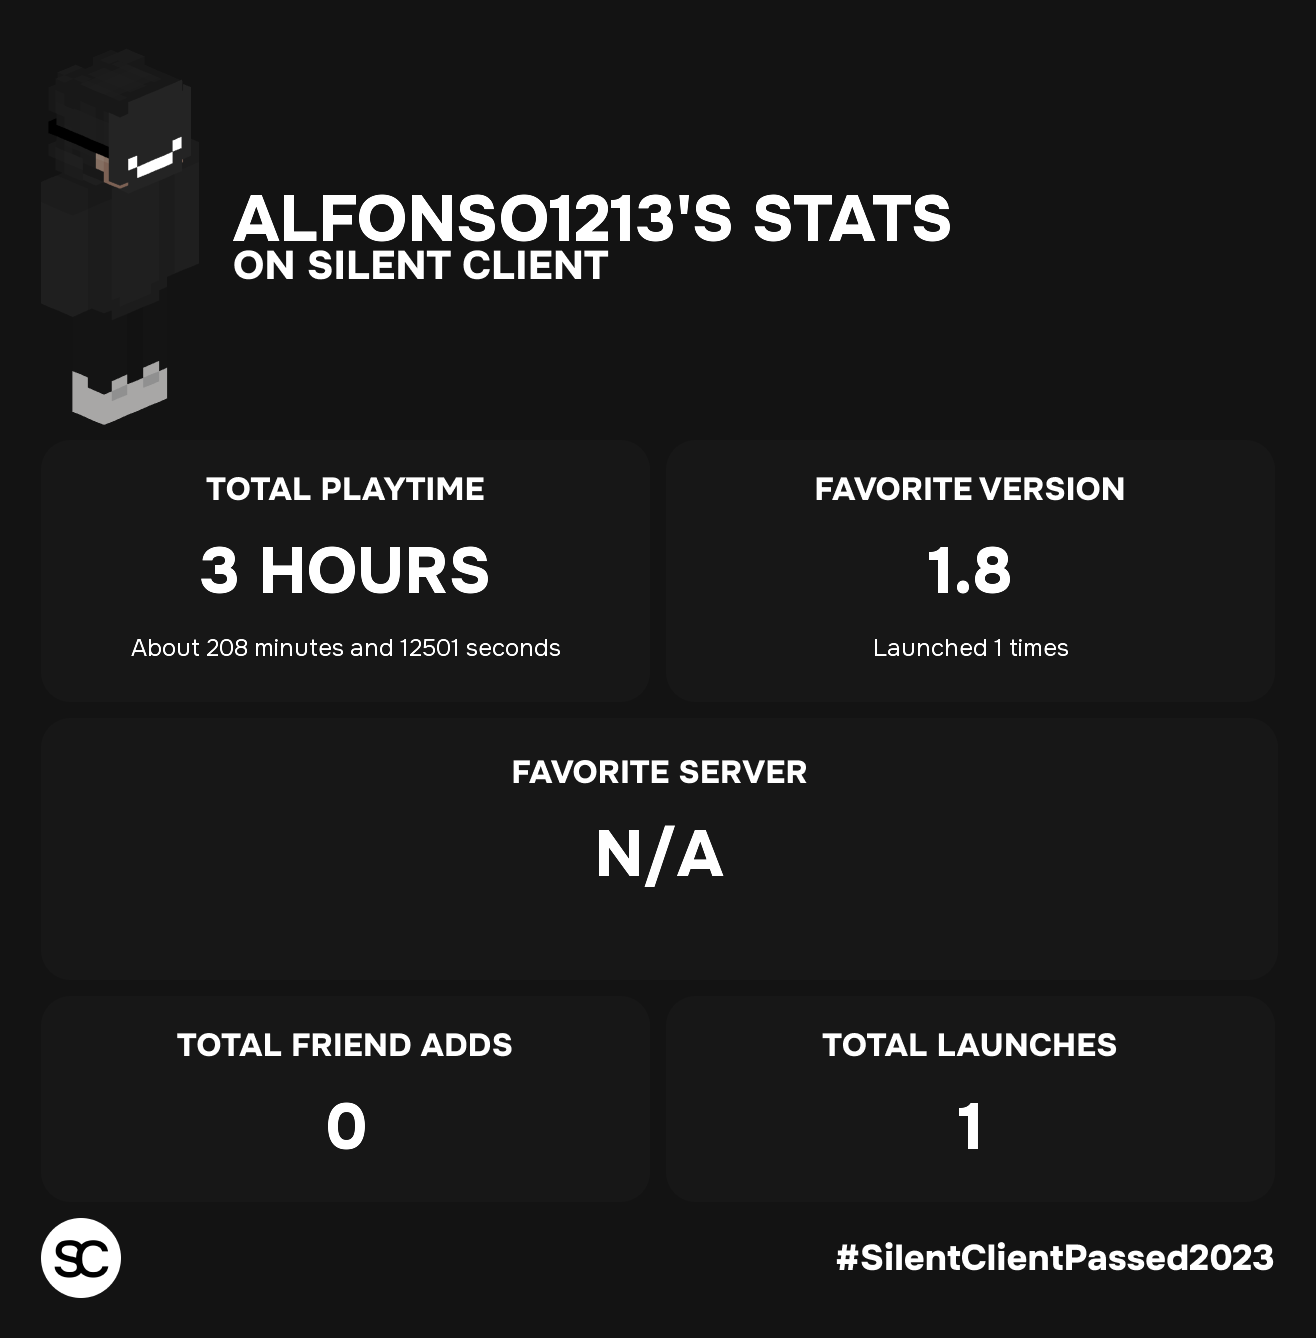 ALFONSO1213'S STATS
ON SILENT CLIENT
TOTAL PLAYTIME
3 HOURS
About 208 minutes and 12501 seconds
FAVORITE VERSION
1.8
Launched 1 times
FAVORITE SERVER
N/A
TOTAL FRIEND ADDS
0
TOTAL LAUNCHES
1
SC
#SilentClientPassed2023